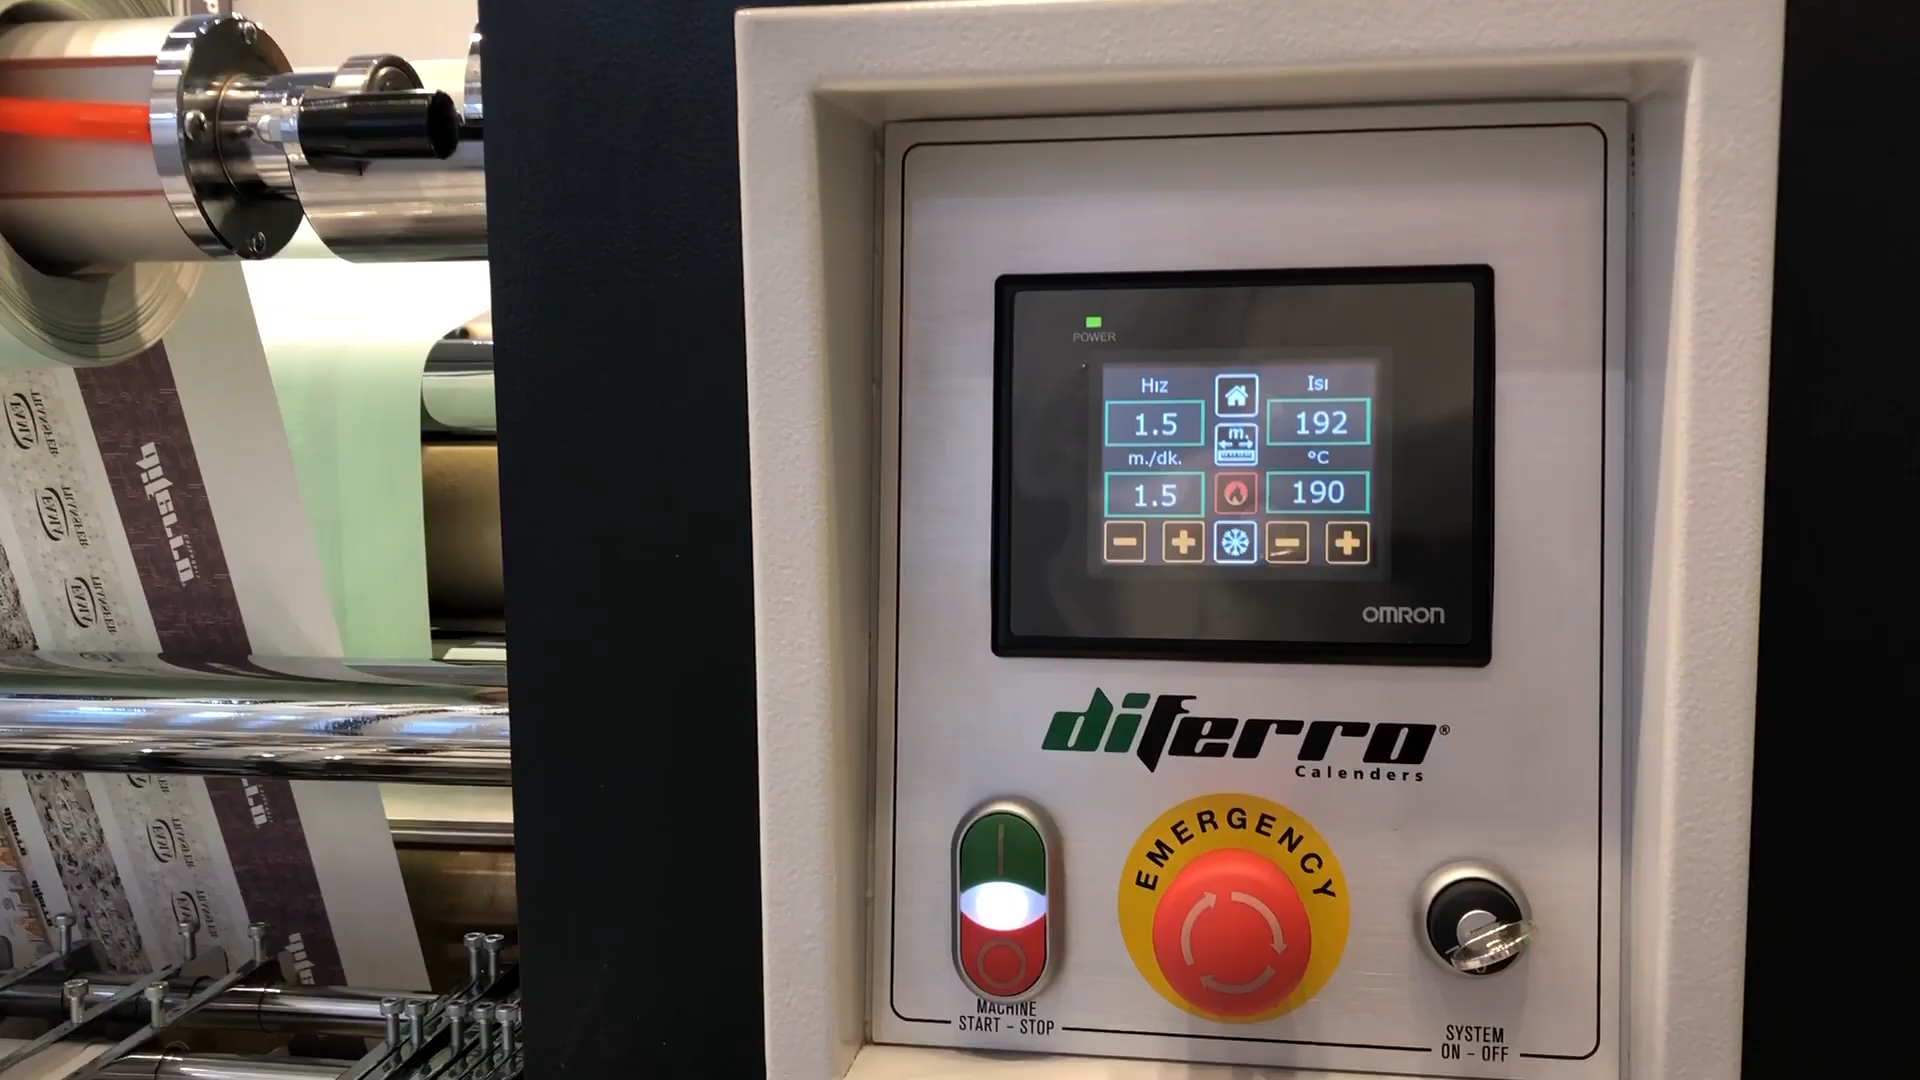 POWER
Hız
Isı
1.5
m.
192
m./dk.
°C
1.5
190
OMRON
diferro®
Calenders
EMERGENCY
MACHINE
START - STOP
SYSTEM
ON - OFF